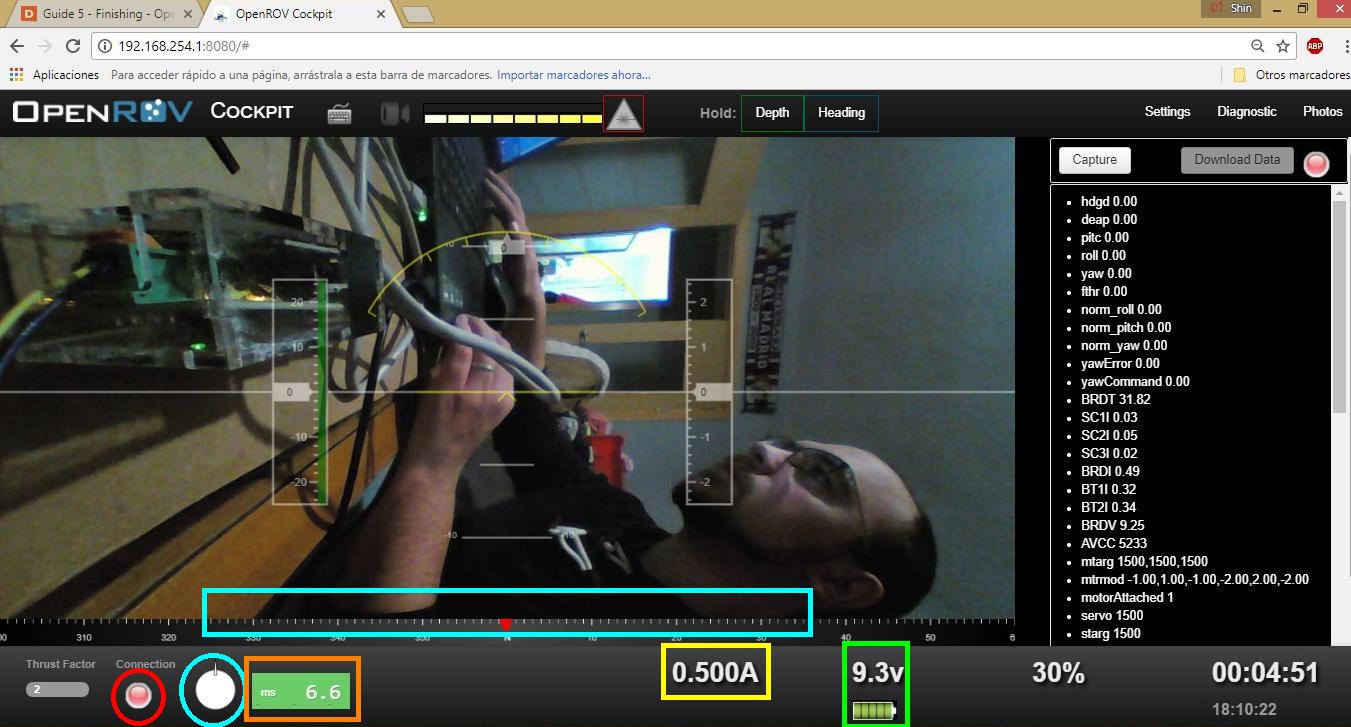 Guide 5 - Finishing - Ope
OpenROV Cockpit
Shin
192.168.254.1:8080/#
ABP
Aplicaciones
Para acceder rápido a una página, arrástrala a esta barra de marcadores. Importar marcadores ahora...
Otros marcadores
OPENROV COCKPIT
Hold: Depth Heading
Settings Diagnostic Photos
Capture Download Data
hdgd 0.00
deap 0.00
pitc 0.00
roll 0.00
yaw 0.00
fthr 0.00
norm_roll 0.00
norm_pitch 0.00
norm_yaw 0.00
yawError 0.00
yawCommand 0.00
BRDT 31.82
SC1I 0.03
SC2I 0.05
SC3I 0.02
BRDI 0.49
BT1I 0.32
BT2I 0.34
BRDV 9.25
AVCC 5233
mtarg 1500,1500,1500
mtrmod -1.00,1.00,-1.00,-2.00,2.00,-2.00
motorAttached 1
servo 1500
starg 1500
10 0
20
10
0
-10
-20
2
1
0
-1
-2
REALMADRID
-10 -10
00 310 320 330 340 350 N 10 20 30 40 50 6
Thrust Factor
2
Connection
ms 6.6
0.500A
9.3v
30%
00:04:51
18:10:22